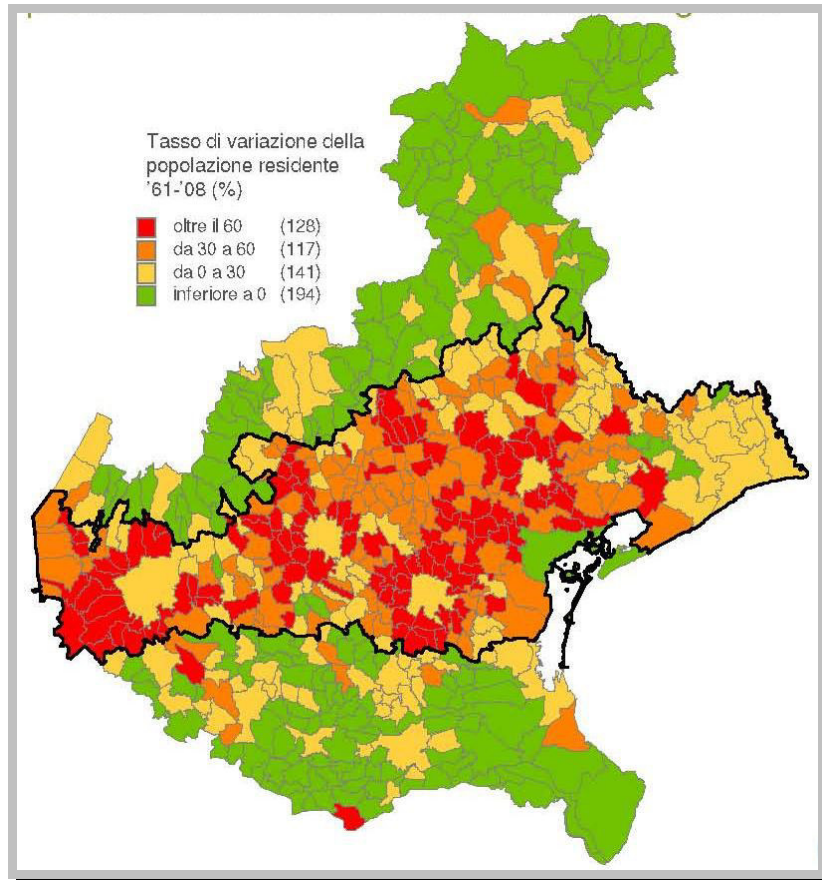 Tasso di variazione della
popolazione residente
'61-'08 (%)
oltre il 60 (128)
da 30 a 60 (117)
da 0 a 30 (141)
inferiore a 0 (194)